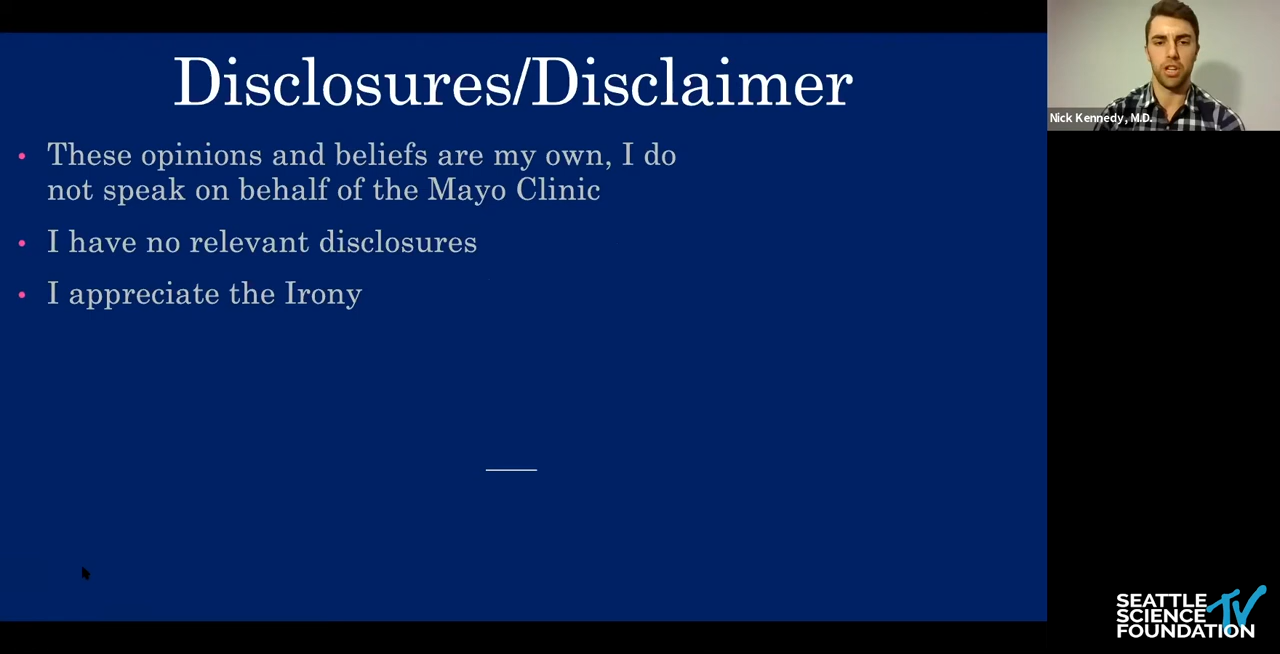 Disclosures/Disclaimer
• These opinions and beliefs are my own, I do
not speak on behalf of the Mayo Clinic
• I have no relevant disclosures
• I appreciate the Irony
Nick Kennedy, M.D.
SEATTLE
SCIENCE TV
FOUNDATION